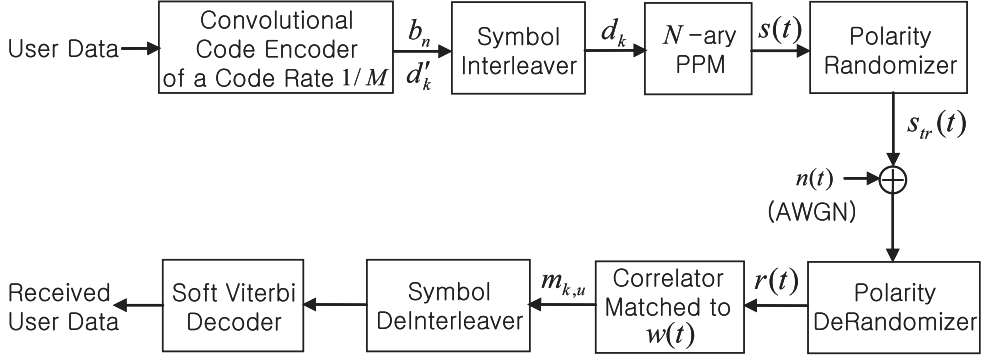 User Data
Convolutional
Code Encoder
of a Code Rate 1/M
b_n
d'_k
Symbol
Interleaver
d_k
N-ary
PPM
s(t)
Polarity
Randomizer
s_tr(t)
n(t)
(AWGN)
Received
User Data
Soft Viterbi
Decoder
Symbol
DeInterleaver
m_k,u
Correlator
Matched to
w(t)
r(t)
Polarity
DeRandomizer